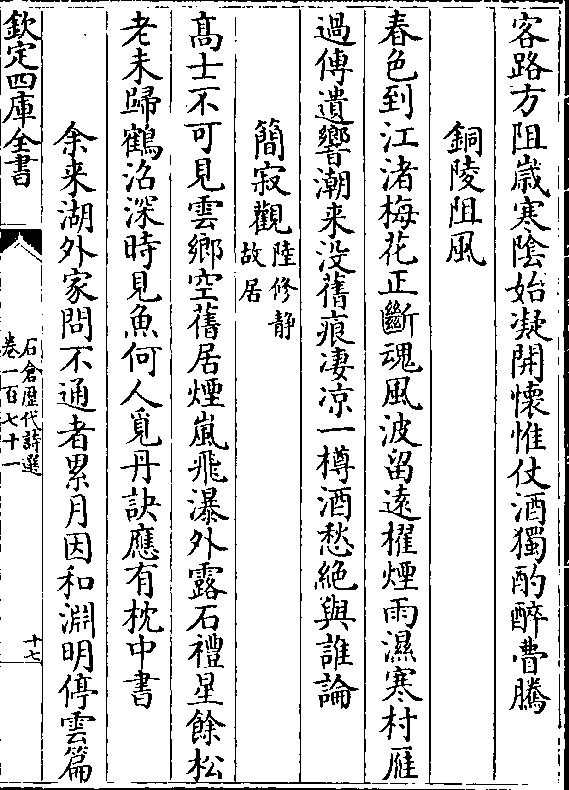 客路方阻歲寒陰始凝開懷惟仗酒獨酌醉瞢騰
銅陵阻風
春色到江渚梅花正斷魂風波留遠櫂煙雨濕寒村雁
過傳遺響潮来没舊痕凄凉一樽酒愁絶與誰論
簡寂觀陸修静故居
髙士不可見雲鄉空舊居煙嵐飛瀑外露石禮星餘松
老未歸鶴沼深時見魚何人覓丹訣應有枕中書
余来湖外家問不通者累月因和淵明停雲篇
欽定四庫全書
石倉歴代詩選
卷一百七十一
十七